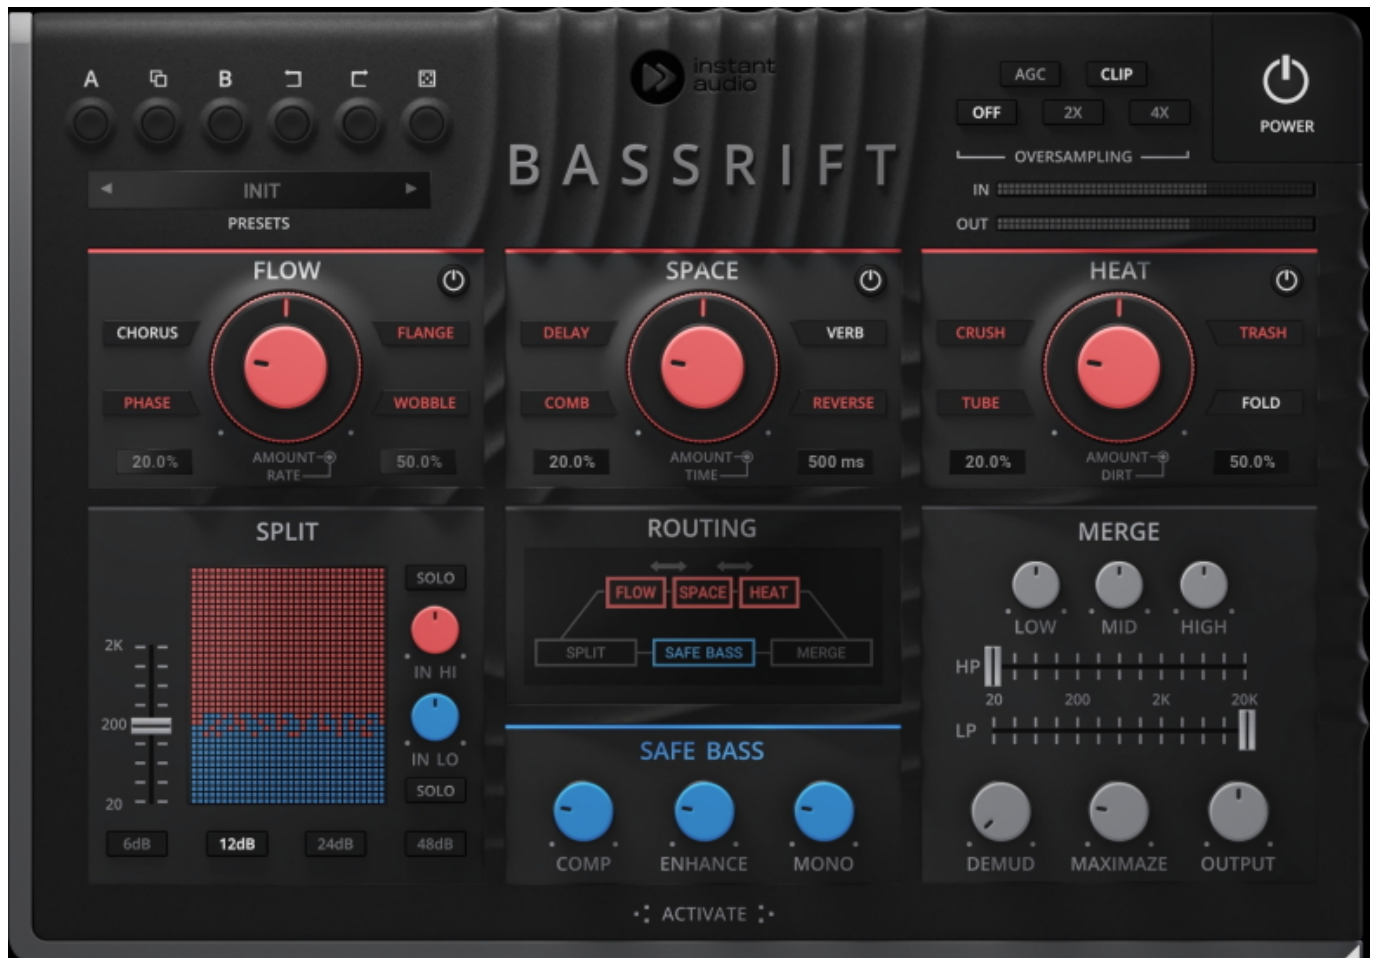 A B
AGC CLIP
instant
audio
OFF 2X 4X
POWER
BASSRIFT
OVERSAMPLING
INIT
IN
PRESETS
OUT
FLOW
CHORUS FLANGE
PHASE WOBBLE
20.0% AMOUNT 50.0%
RATE
SPACE
DELAY VERB
COMB REVERSE
20.0% AMOUNT 500 ms
TIME
HEAT
CRUSH TRASH
TUBE FOLD
20.0% AMOUNT 50.0%
DIRT
SPLIT
SOLO
2K
IN HI
200
IN LO
SOLO
20
6dB 12dB 24dB 48dB
ROUTING
FLOW SPACE HEAT
SPLIT SAFE BASS MERGE
SAFE BASS
COMP ENHANCE MONO
MERGE
LOW MID HIGH
HP
20 200 2K 20K
LP
DEMUD MAXIMAZE OUTPUT
ACTIVATE